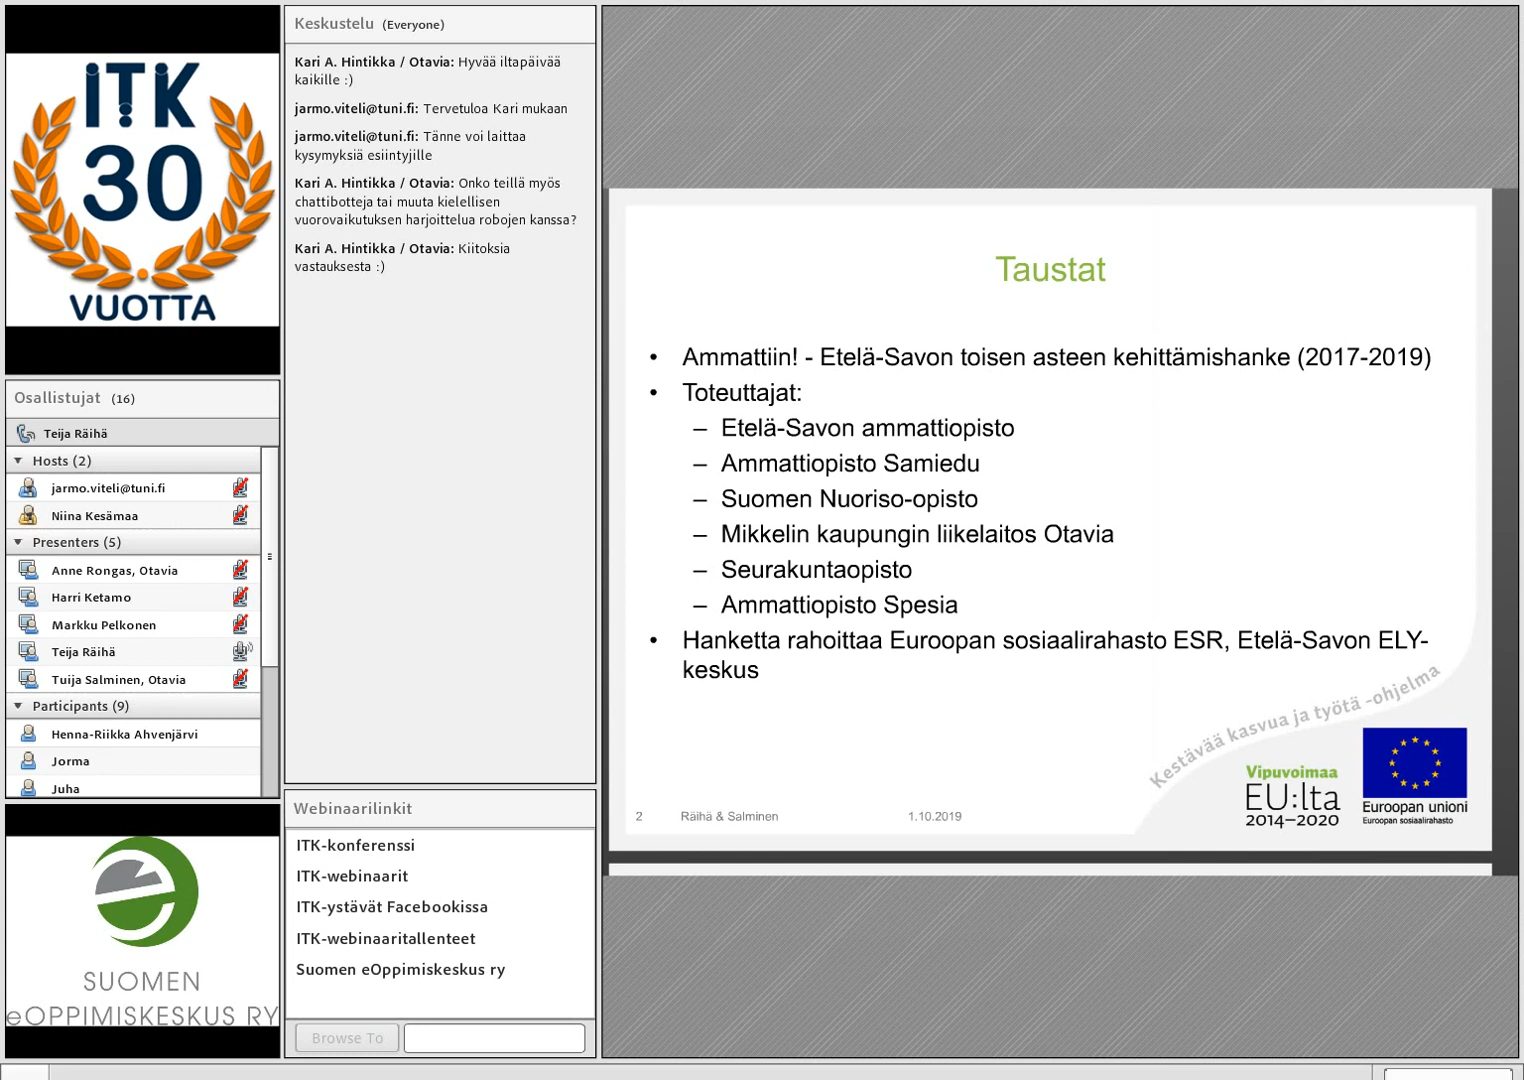 ITK
30
VUOTTA
Osallistujat (16)
Teija Räihä
Hosts (2)
jarmo.viteli@tuni.fi
Niina Kesämaa
Presenters (5)
Anne Rongas, Otavia
Harri Ketamo
Markku Pelkonen
Teija Räihä
Tuija Salminen, Otavia
Participants (9)
Henna-Riikka Ahvenjärvi
Jorma
Juha
SUOMEN
eOPPIMISKESKUS RY
Keskustelu (Everyone)
Kari A. Hintikka / Otavia: Hyvää iltapäivää
kaikille :)
jarmo.viteli@tuni.fi: Tervetuloa Kari mukaan
jarmo.viteli@tuni.fi: Tänne voi laittaa
kysymyksiä esiintyjille
Kari A. Hintikka / Otavia: Onko teillä myös
chattibotteja tai muuta kielellisen
vuorovaikutuksen harjoittelua robojen kanssa?
Kari A. Hintikka / Otavia: Kiitoksia
vastauksesta :)
Webinaarilinkit
ITK-konferenssi
ITK-webinaarit
ITK-ystävät Facebookissa
ITK-webinaaritallenteet
Suomen eOppimiskeskus ry
Browse To
Taustat
• Ammattiin! - Etelä-Savon toisen asteen kehittämishanke (2017-2019)
• Toteuttajat:
– Etelä-Savon ammattiopisto
– Ammattiopisto Samiedu
– Suomen Nuoriso-opisto
– Mikkelin kaupungin liikelaitos Otavia
– Seurakuntaopisto
– Ammattiopisto Spesia
• Hanketta rahoittaa Euroopan sosiaalirahasto ESR, Etelä-Savon ELY-
keskus
Kestävää kasvua ja työtä -ohjelma
Vipuvoimaa
EU:lta
2014–2020
Euroopan unioni
Euroopan sosiaalirahasto
2 Räihä & Salminen 1.10.2019